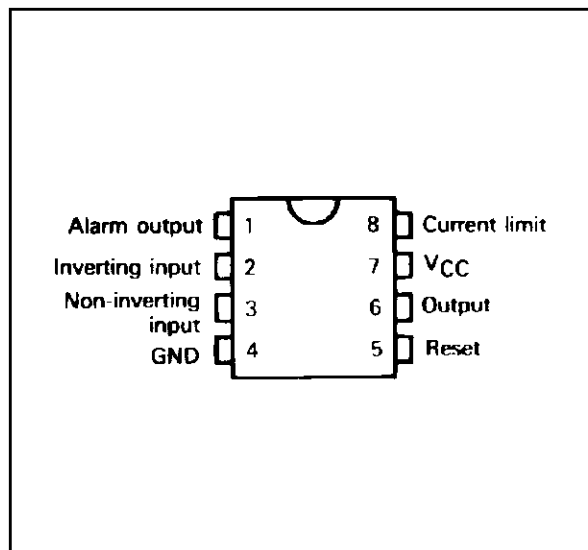 Alarm output 1 8 Current limit
Inverting input 2 7 VCC
Non-inverting input 3 6 Output
GND 4 5 Reset